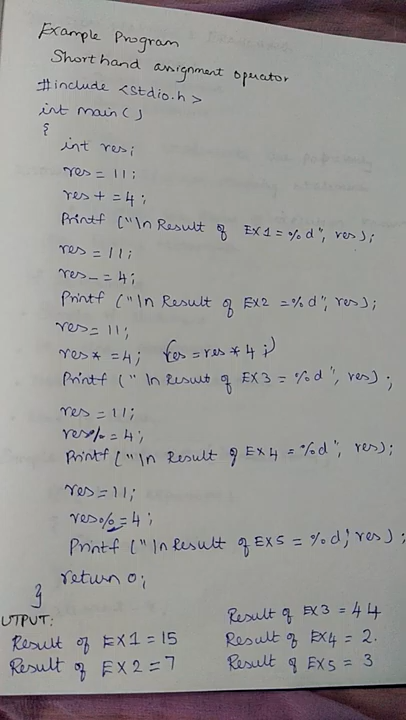 Example Program
Shorthand assignment operator
#include <stdio.h>
int main()
{
int res;
res = 11;
res + = 4;
Printf ("\n Result of EX1 = %d", res);
res = 11;
res - = 4;
Printf ("\n Result of EX2 = %d", res);
res = 11;
res * = 4; (res = res * 4;)
Printf ("\n Result of EX3 = %d", res);
res = 11;
res /= 4;
Printf ("\n Result of EX4 = %d", res);
res = 11;
res % = 4;
Printf ("\n Result of EX5 = %d", res);
return 0;
}
UTPUT:
Result of EX1 = 15
Result of EX2 = 7
Result of EX3 = 44
Result of EX4 = 2.
Result of EX5 = 3